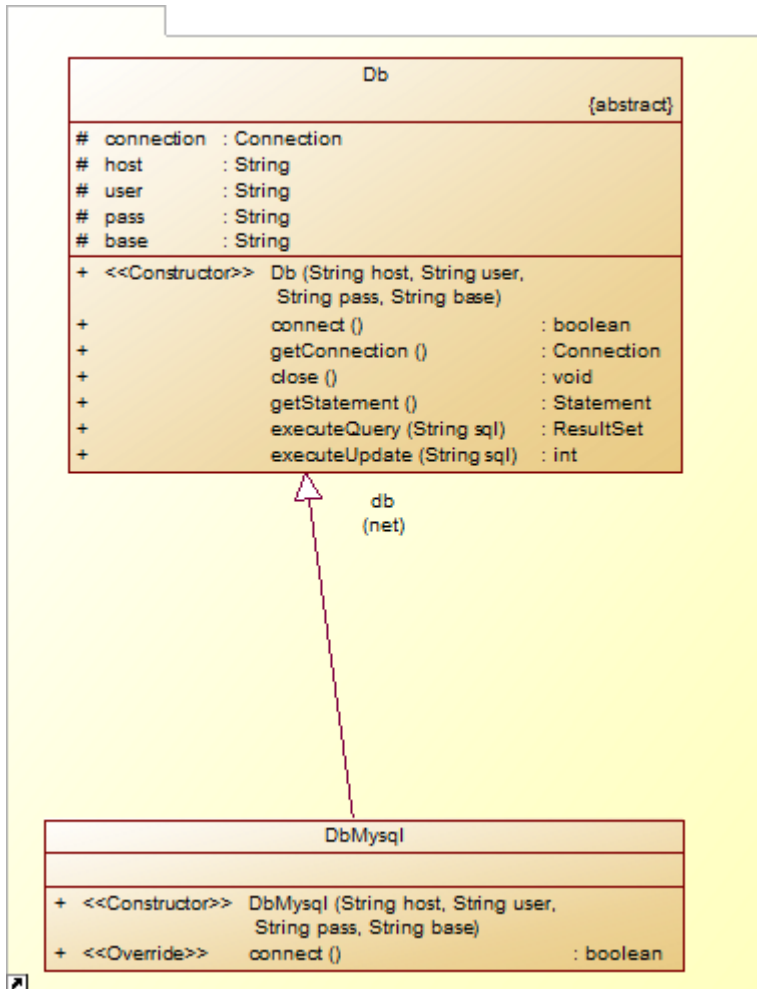 Db
{abstract}
# connection : Connection
# host : String
# user : String
# pass : String
# base : String
+ <<Constructor>> Db (String host, String user,
String pass, String base)
+ connect () : boolean
+ getConnection () : Connection
+ close () : void
+ getStatement () : Statement
+ executeQuery (String sql) : ResultSet
+ executeUpdate (String sql) : int
db
(net)
DbMysql
+ <<Constructor>> DbMysql (String host, String user,
String pass, String base)
+ <<Override>> connect () : boolean